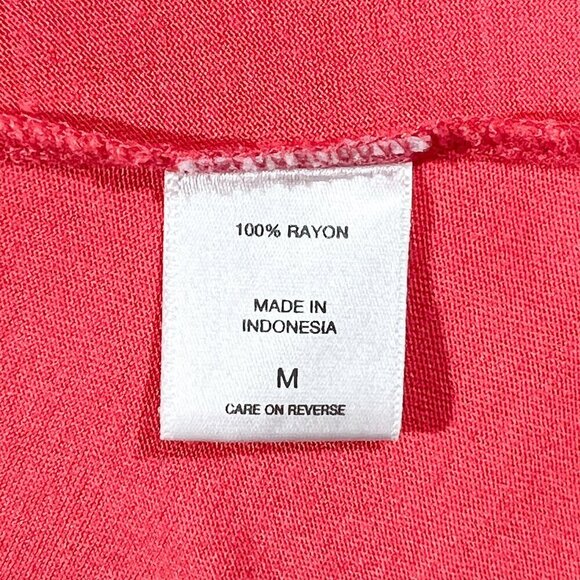 100% RAYON
MADE IN
INDONESIA
M
CARE ON REVERSE